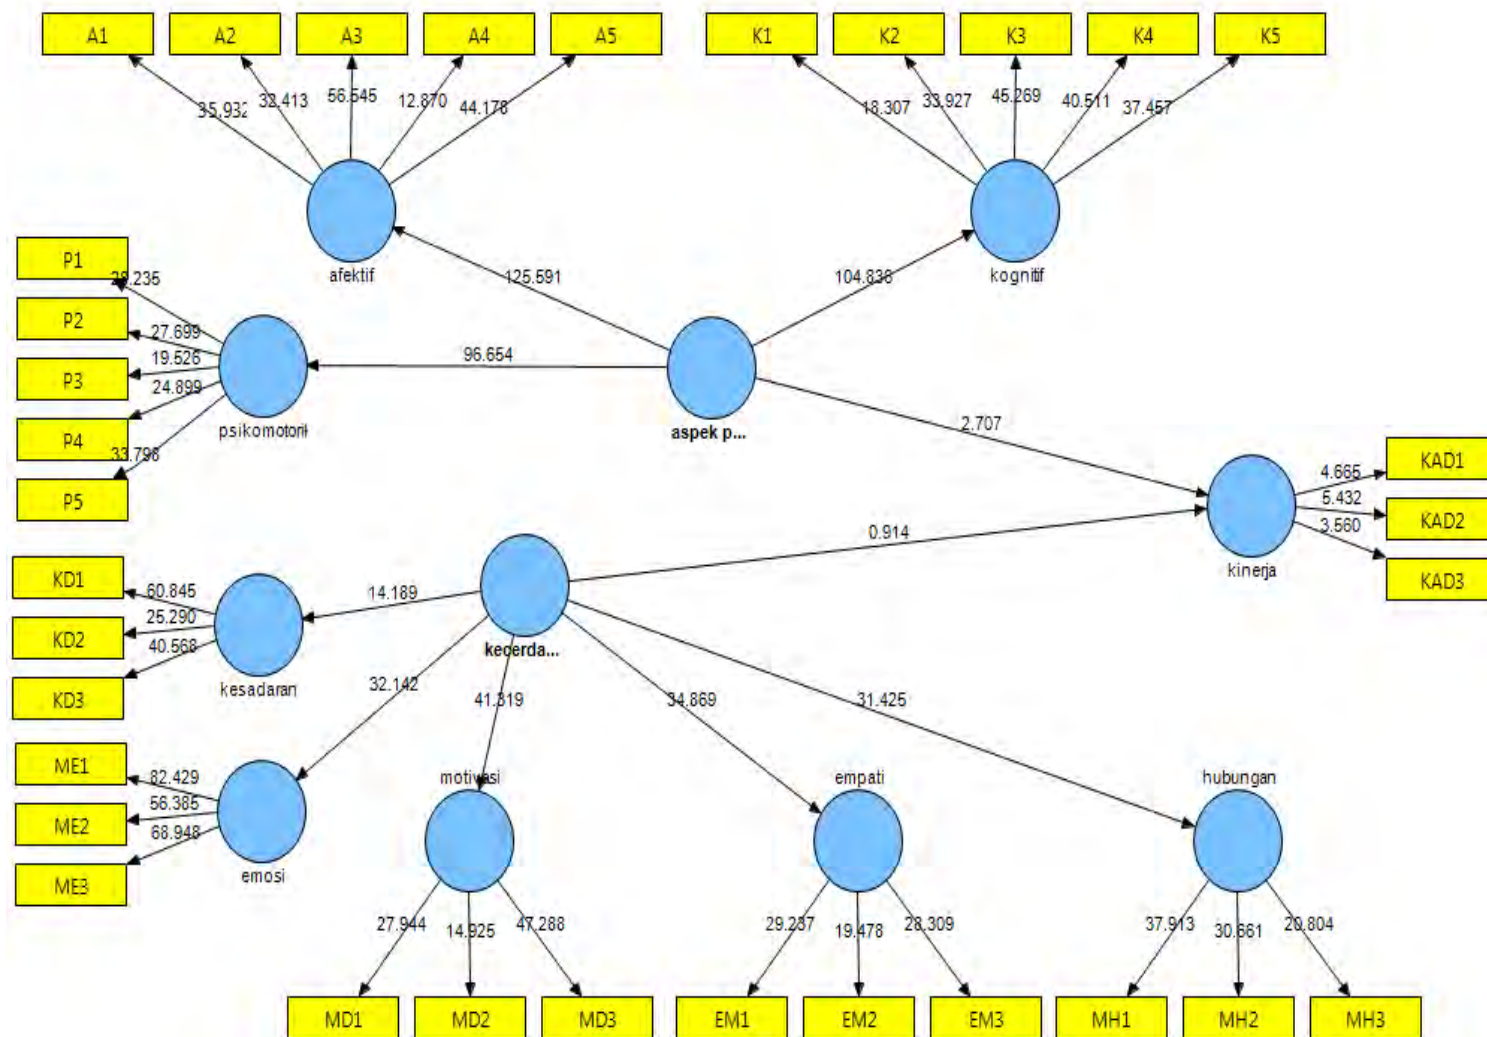 A1
A2
A3
A4
A5
K1
K2
K3
K4
K5
35.932
32.413
56.545
12.870
44.178
18.307
33.927
45.269
40.511
37.457
afektif
kognitif
125.591
104.838
P1
P2
P3
P4
P5
28.235
27.699
19.526
24.899
33.798
psikomotorik
96.654
aspek p...
2.707
KAD1
KAD2
KAD3
4.665
5.432
3.560
kinerja
0.914
KD1
KD2
KD3
60.845
25.290
40.568
kesadaran
14.189
kecerda...
32.142
41.319
34.869
31.425
ME1
ME2
ME3
82.429
56.385
68.948
emosi
motivasi
empati
hubungan
27.944
14.925
47.288
29.237
19.478
28.309
37.913
30.661
20.804
MD1
MD2
MD3
EM1
EM2
EM3
MH1
MH2
MH3